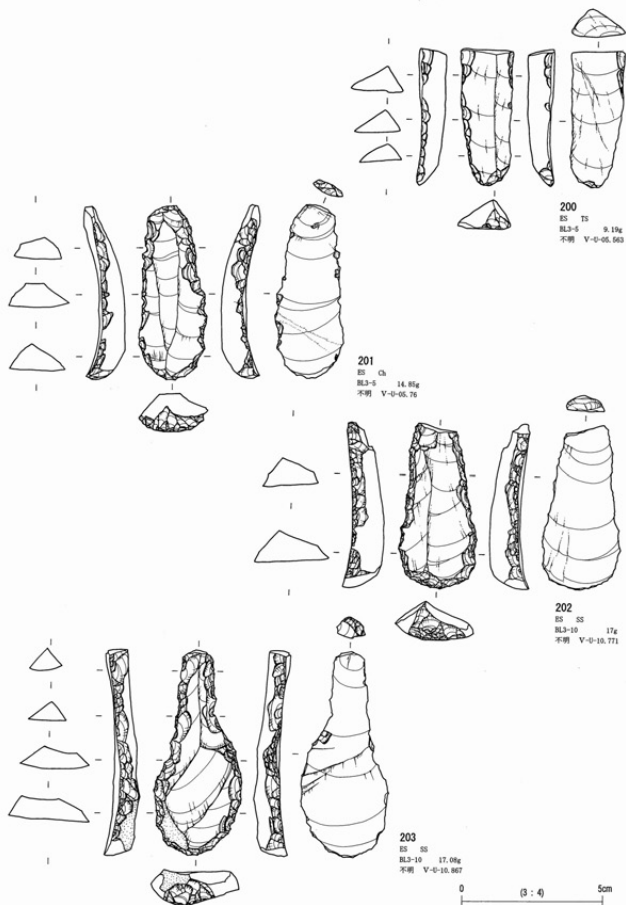 200
ES TS
BL3-5 9.19g
不明 V-U-05.563
201
ES Ch
BL3-5 14.85g
不明 V-U-05.76
202
ES SS
BL3-10 17g
不明 V-U-10.771
203
ES SS
BL3-10 17.08g
不明 V-U-10.867
0 (3 : 4) 5cm